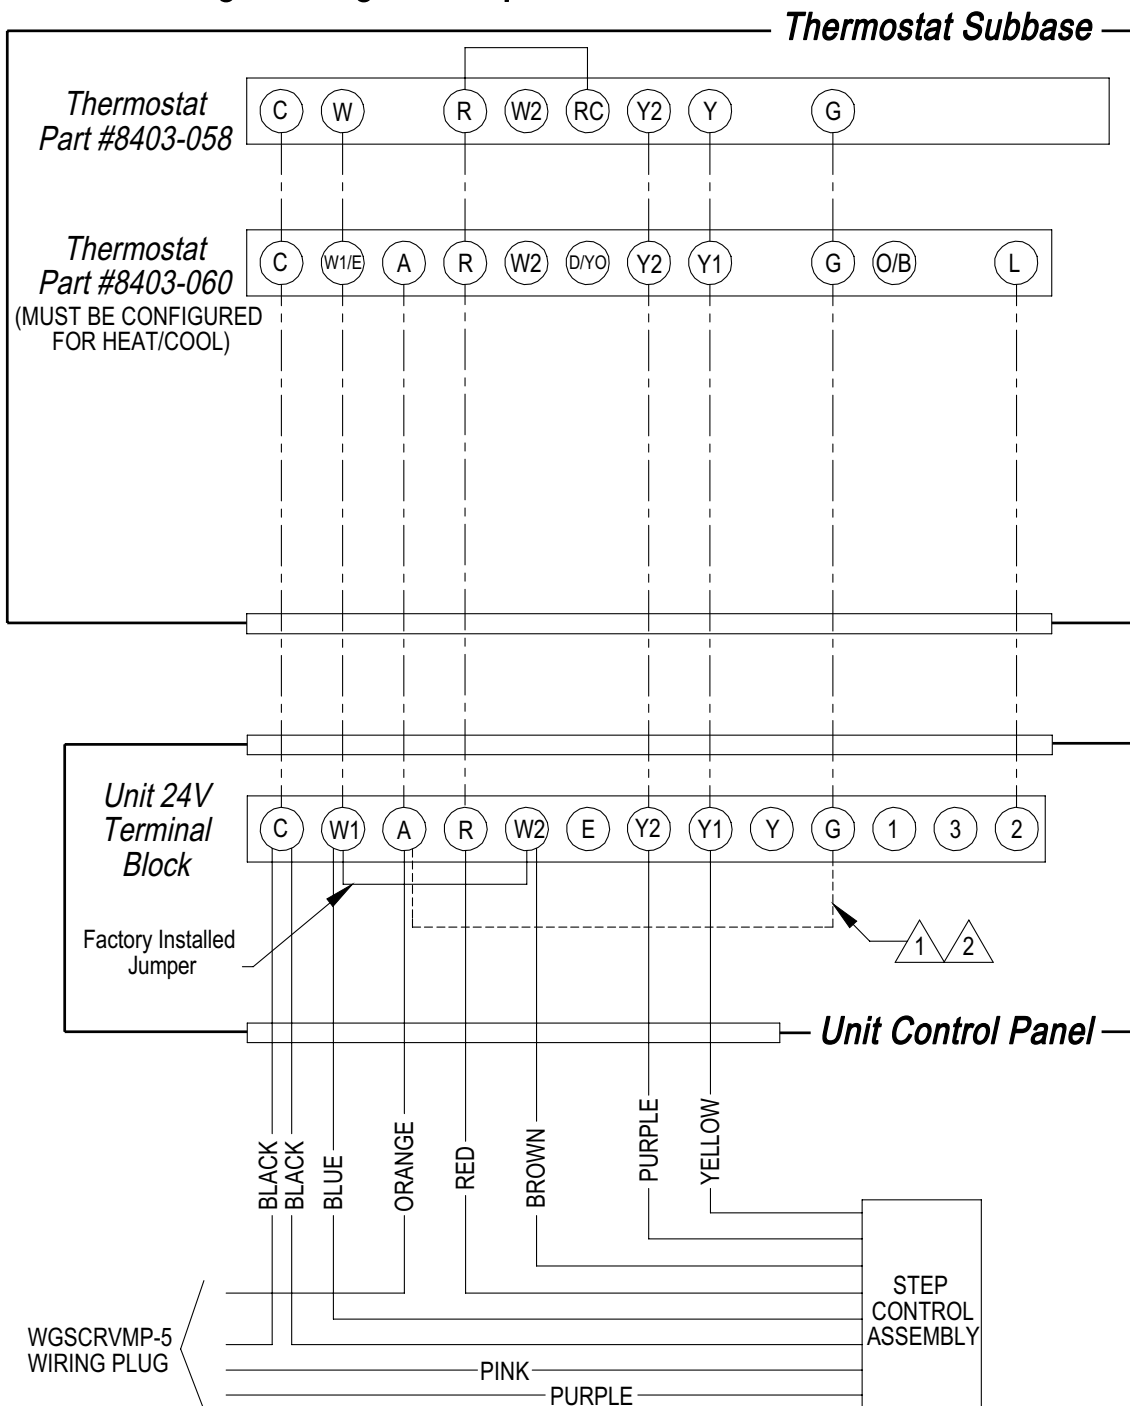 Thermostat Subbase
Thermostat
Part #8403-058
C W R W2 RC Y2 Y G
Thermostat
Part #8403-060
(MUST BE CONFIGURED
FOR HEAT/COOL)
C W1/E A R W2 D/YO Y2 Y1 G O/B L
Unit 24V
Terminal
Block
C W1 A R W2 E Y2 Y1 Y G 1 3 2
Factory Installed
Jumper
1 2
Unit Control Panel
BLACK
BLACK
BLUE
ORANGE
RED
BROWN
PURPLE
YELLOW
STEP
CONTROL
ASSEMBLY
WGSCRVMP-5
WIRING PLUG
PINK
PURPLE